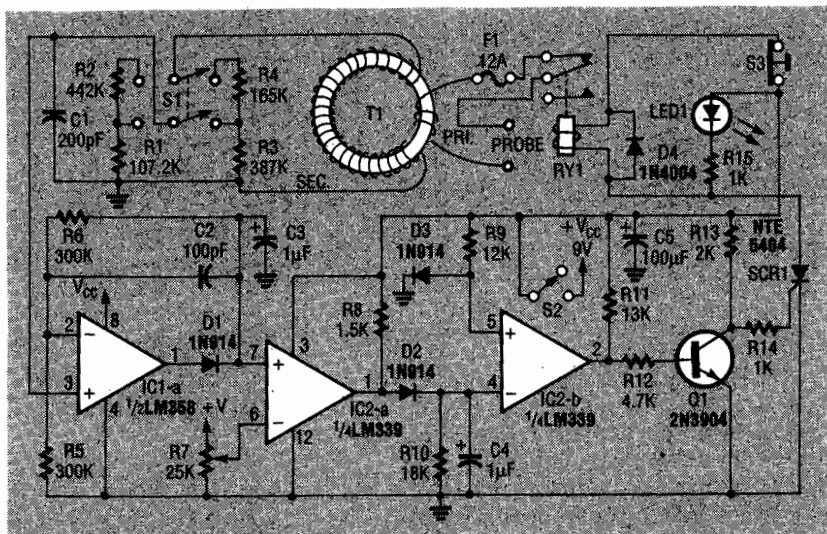 R2
442K
S1
R4
165K
C1
200pF
R1
107.2K
R3
387K
SEC.
T1
PRI.
F1
12A
PROBE
RY1
D4
1N4004
S3
LED1
R15
1K
R6
300K
C2
100pF
C3
1µF
VCC
8
2
−
3
+
1
4
IC1-a
½LM358
R5
300K
D1
1N914
+V
R7
25K
7
+
6
−
3
12
1
IC2-a
¼LM339
R8
1.5K
D3
1N914
D2
1N914
R9
12K
R10
18K
C4
1µF
+VCC
9V
S2
5
+
4
−
2
IC2-b
¼LM339
C5
100µF
R11
13K
R12
4.7K
R13
2K
NTE
5404
SCR1
R14
1K
Q1
2N3904